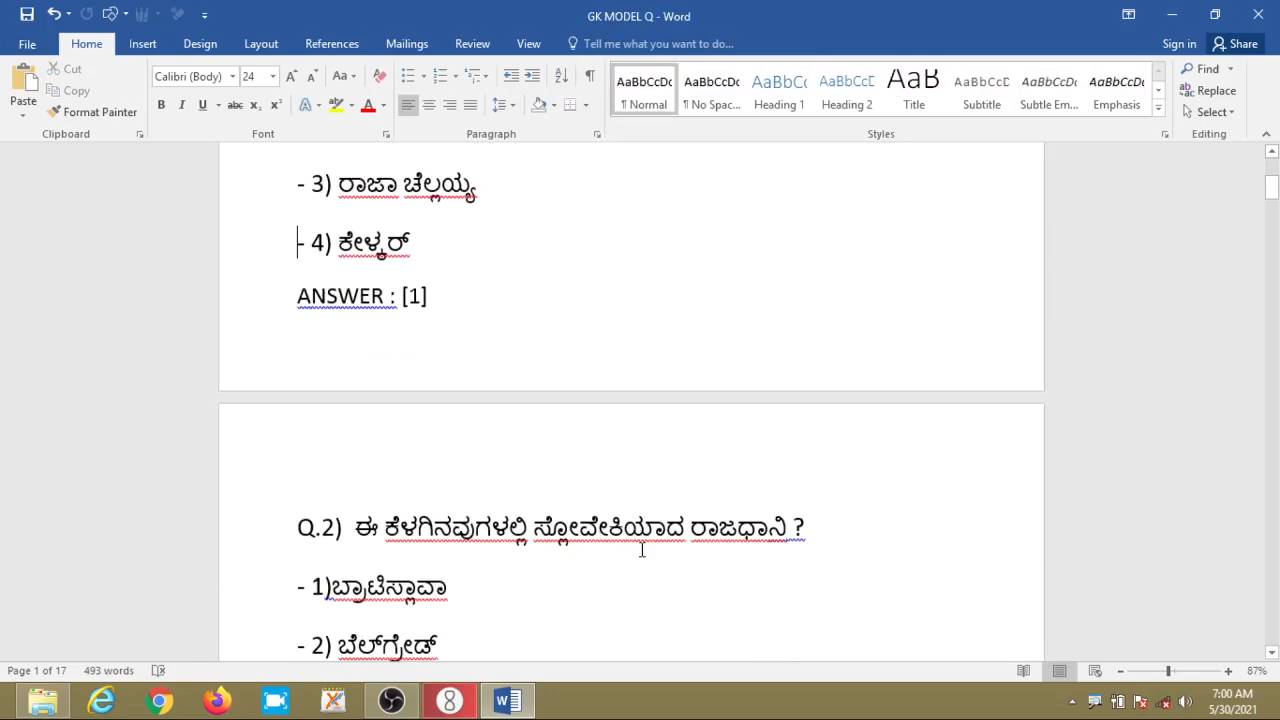 GK MODEL Q - Word
File Home Insert Design Layout References Mailings Review View Tell me what you want to do... Sign in Share
Cut
Copy
Paste
Format Painter
Calibri (Body) 24
AaBbCcDc AaBbCcDc AaBbCc AaBbCcC AaB AaBbCcD AaBbCcDc AaBbCcDc
¶ Normal ¶ No Spac... Heading 1 Heading 2 Title Subtitle Subtle Em... Emphasis
Find
Replace
Select
Clipboard Font Paragraph Styles Editing
- 3) ರಾಜಾ ಚೆಲ್ಲಯ್ಯ
- 4) ಕೇಳ್ಕರ್
ANSWER : [1]
Q.2) ಈ ಕೆಳಗಿನವುಗಳಲ್ಲಿ ಸ್ಲೋವೇಕಿಯಾದ ರಾಜಧಾನಿ ?
- 1)ಬ್ರಾಟಿಸ್ಲಾವಾ
- 2) ಬೆಲ್‌ಗ್ರೇಡ್
Page 1 of 17 493 words 87%
7:00 AM
5/30/2021